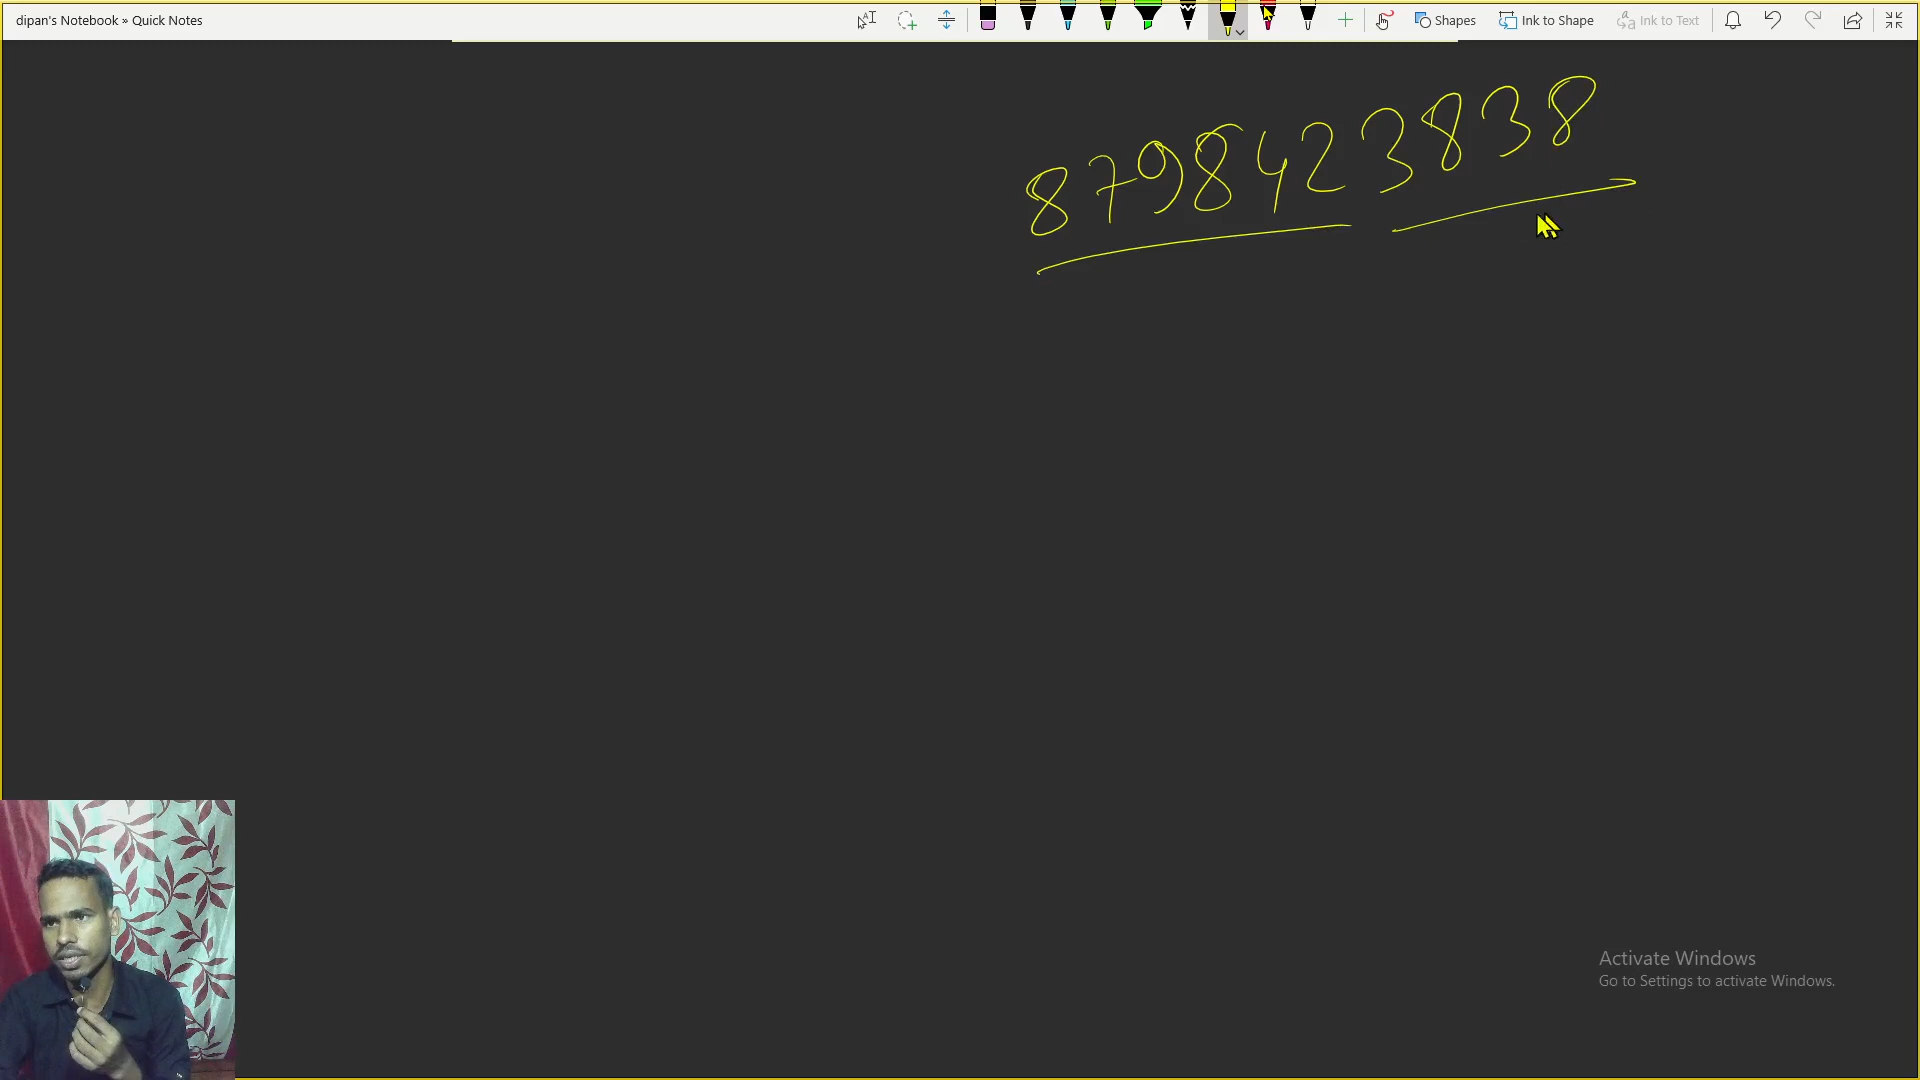 dipan's Notebook » Quick Notes
Shapes
Ink to Shape
Ink to Text
8798423838
Activate Windows
Go to Settings to activate Windows.